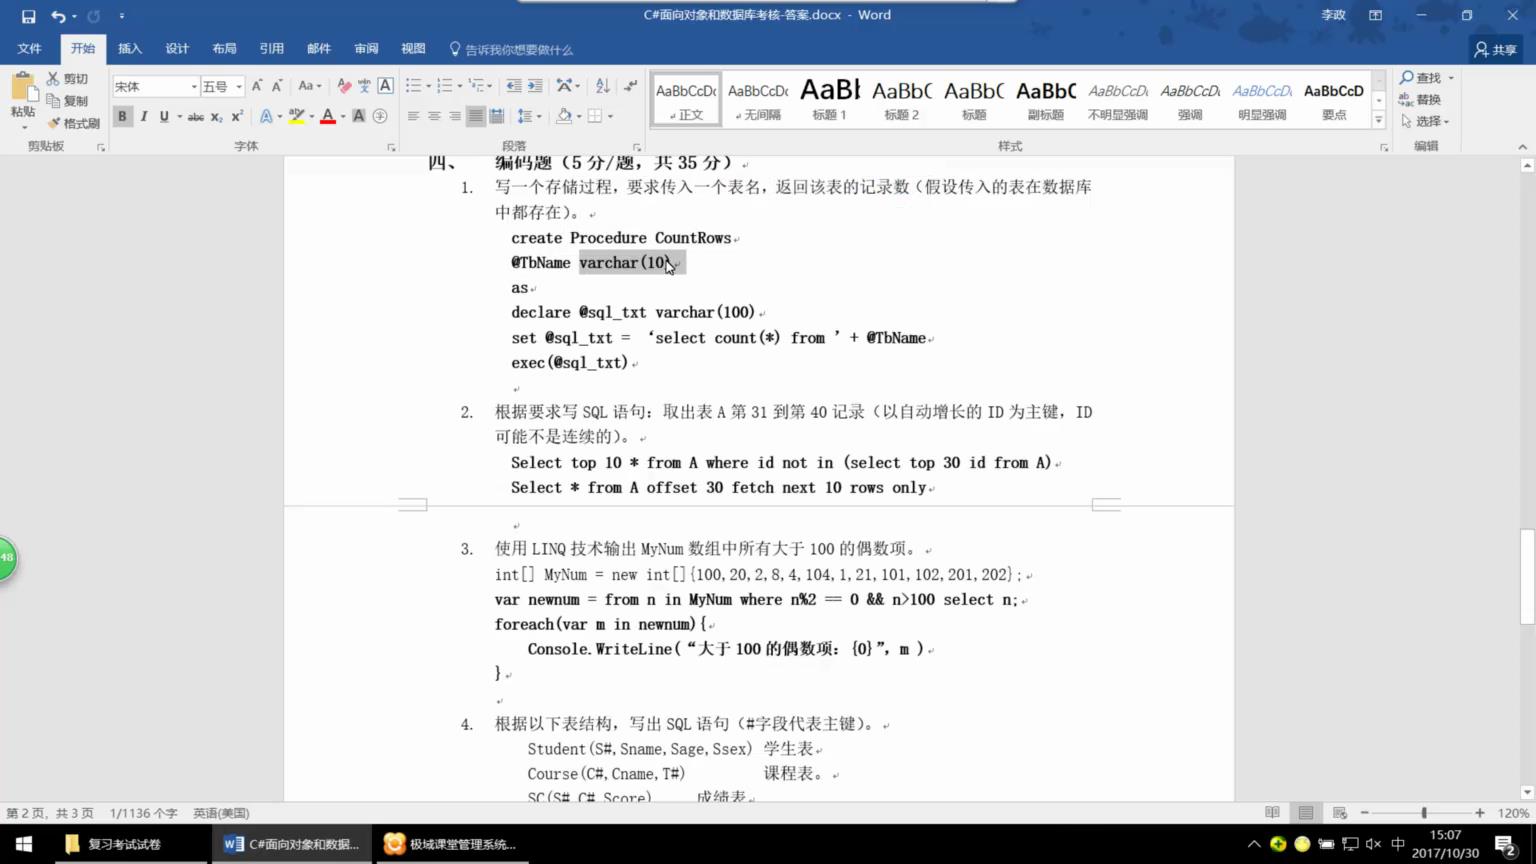 C#面向对象和数据库考核-答案.docx - Word
李政
文件 开始 插入 设计 布局 引用 邮件 审阅 视图 告诉我你想要做什么 共享
粘贴 剪切 复制 格式刷
宋体 五号
AaBbCcDc AaBbCcDc AaBl AaBbC AaBbC AaBbC AaBbCcDt AaBbCcDt AaBbCcDt AaBbCcD
正文 无间隔 标题 1 标题 2 标题 副标题 不明显强调 强调 明显强调 要点
查找 替换 选择
剪贴板 字体 段落 样式 编辑
四、 编码题（5 分/题，共 35 分）
1. 写一个存储过程，要求传入一个表名，返回该表的记录数（假设传入的表在数据库
中都存在）。
create Procedure CountRows
@TbName varchar(10)
as
declare @sql_txt varchar(100)
set @sql_txt = ‘select count(*) from ’+ @TbName
exec(@sql_txt)
2. 根据要求写 SQL 语句：取出表 A 第 31 到第 40 记录（以自动增长的 ID 为主键，ID
可能不是连续的）。
Select top 10 * from A where id not in (select top 30 id from A)
Select * from A offset 30 fetch next 10 rows only
3. 使用 LINQ 技术输出 MyNum 数组中所有大于 100 的偶数项。
int[] MyNum = new int[]{100,20,2,8,4,104,1,21,101,102,201,202};
var newnum = from n in MyNum where n%2 == 0 && n>100 select n;
foreach(var m in newnum){
Console.WriteLine(“大于 100 的偶数项：{0}”, m )
}
4. 根据以下表结构，写出 SQL 语句（#字段代表主键）。
Student(S#,Sname,Sage,Ssex) 学生表
Course(C#,Cname,T#) 课程表。
SC(S#,C#,Score) 成绩表
48
第 2 页，共 3 页 1/1136 个字 英语(美国) 120%
复习考试试卷 C#面向对象和数据... 极域课堂管理系统... 中 15:07
2017/10/30 2